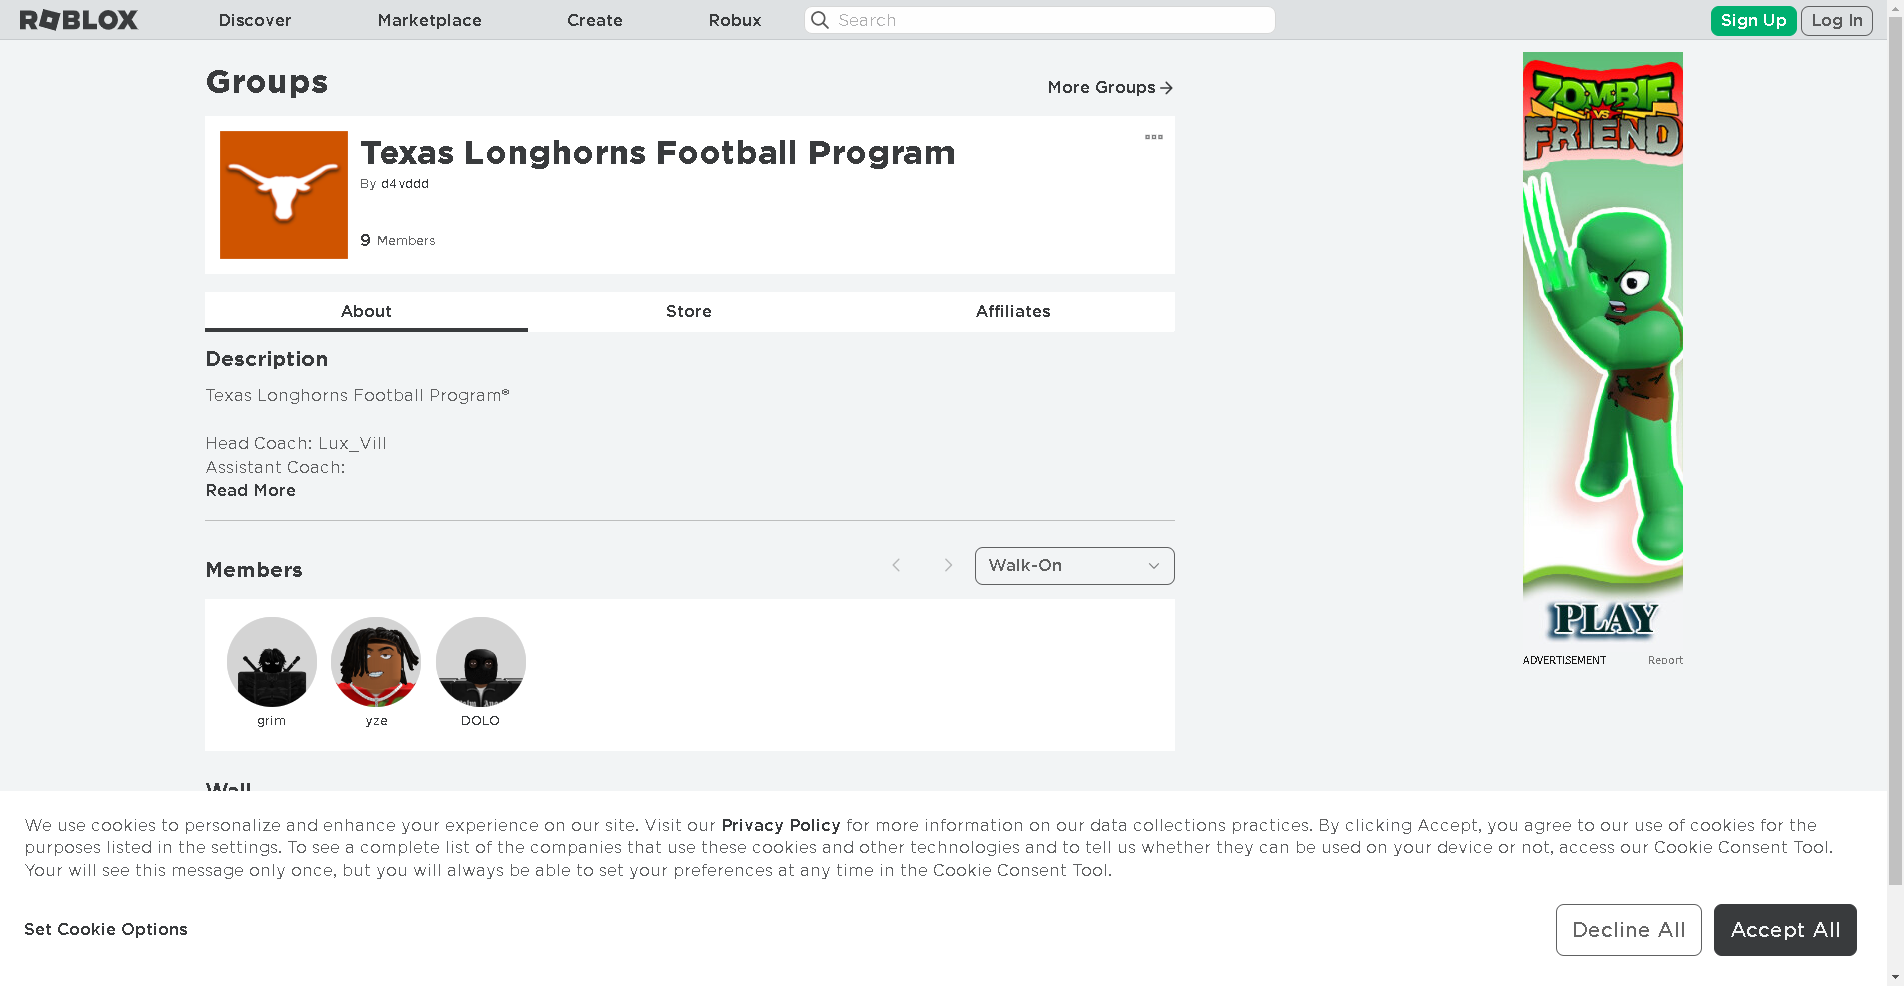 ROBLOX
Discover
Marketplace
Create
Robux
Search
Sign Up
Log In
Groups
More Groups
Texas Longhorns Football Program
By d4vddd
9 Members
About
Store
Affiliates
Description
Texas Longhorns Football Program®
Head Coach: Lux_Vill
Assistant Coach:
Read More
Members
Walk-On
grim
yze
DOLO
Wall
ZOMBIE
VS
FRIEND
PLAY
ADVERTISEMENT
Report
We use cookies to personalize and enhance your experience on our site. Visit our Privacy Policy for more information on our data collections practices. By clicking Accept, you agree to our use of cookies for the
purposes listed in the settings. To see a complete list of the companies that use these cookies and other technologies and to tell us whether they can be used on your device or not, access our Cookie Consent Tool.
Your will see this message only once, but you will always be able to set your preferences at any time in the Cookie Consent Tool.
Set Cookie Options
Decline All
Accept All